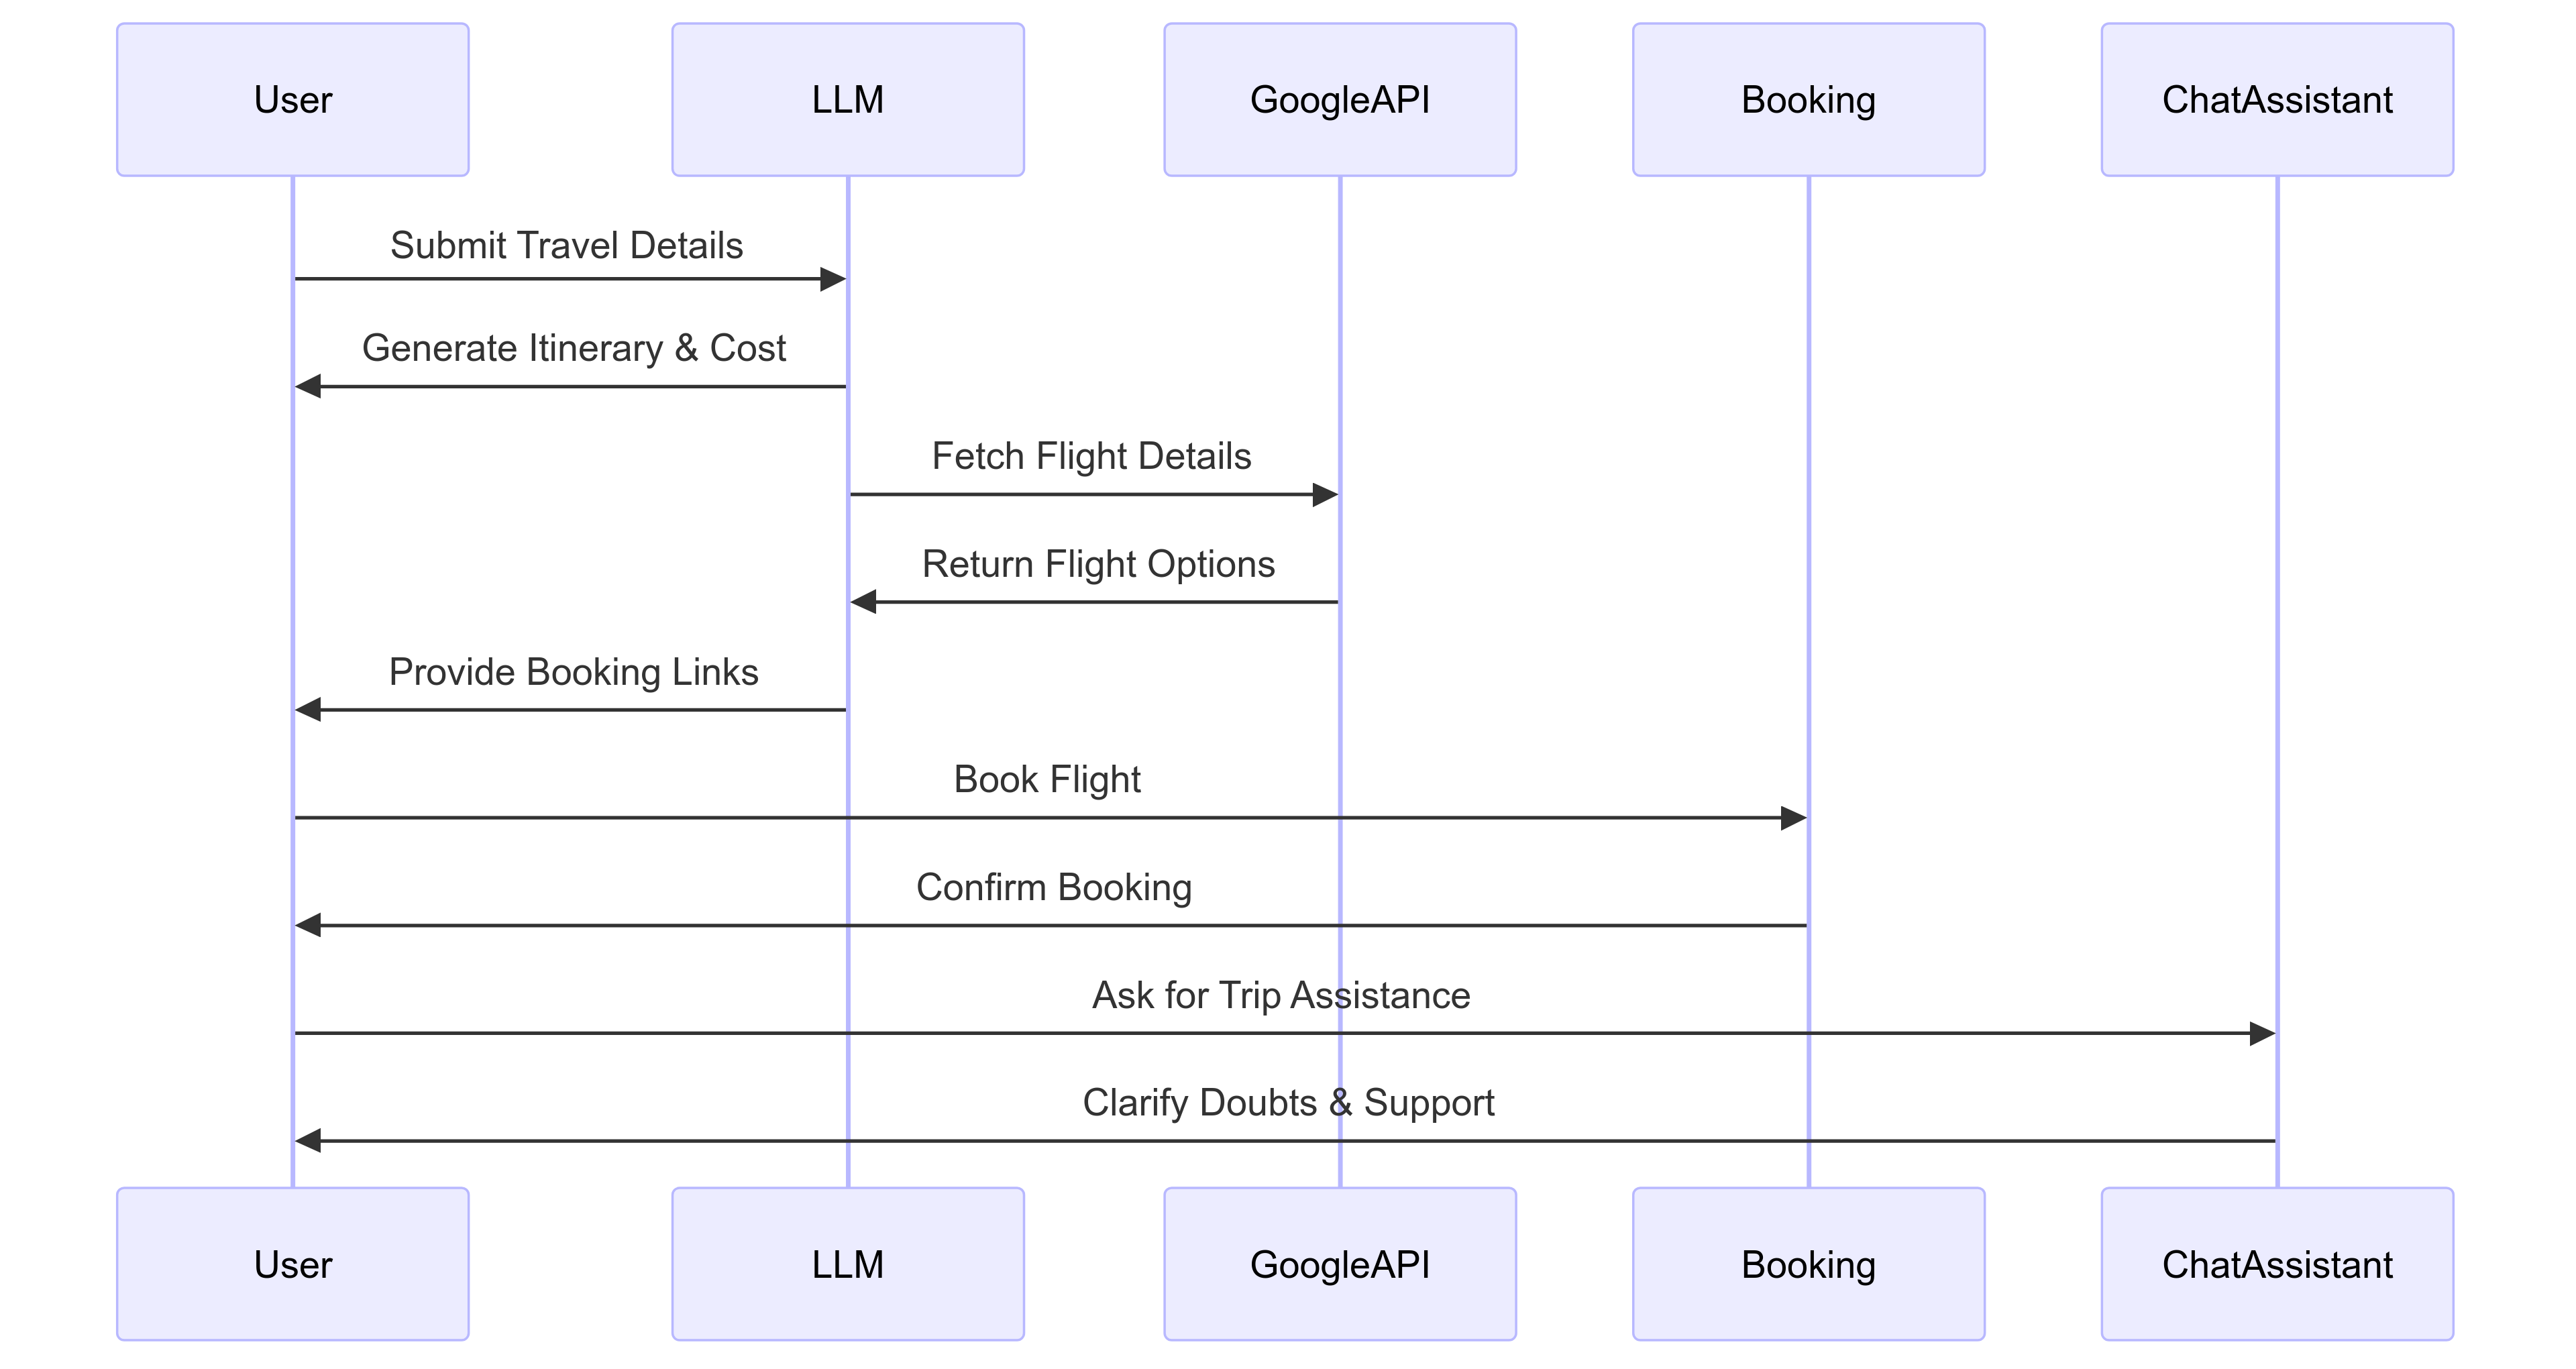 User
LLM
GoogleAPI
Booking
ChatAssistant
Submit Travel Details
Generate Itinerary & Cost
Fetch Flight Details
Return Flight Options
Provide Booking Links
Book Flight
Confirm Booking
Ask for Trip Assistance
Clarify Doubts & Support
User
LLM
GoogleAPI
Booking
ChatAssistant